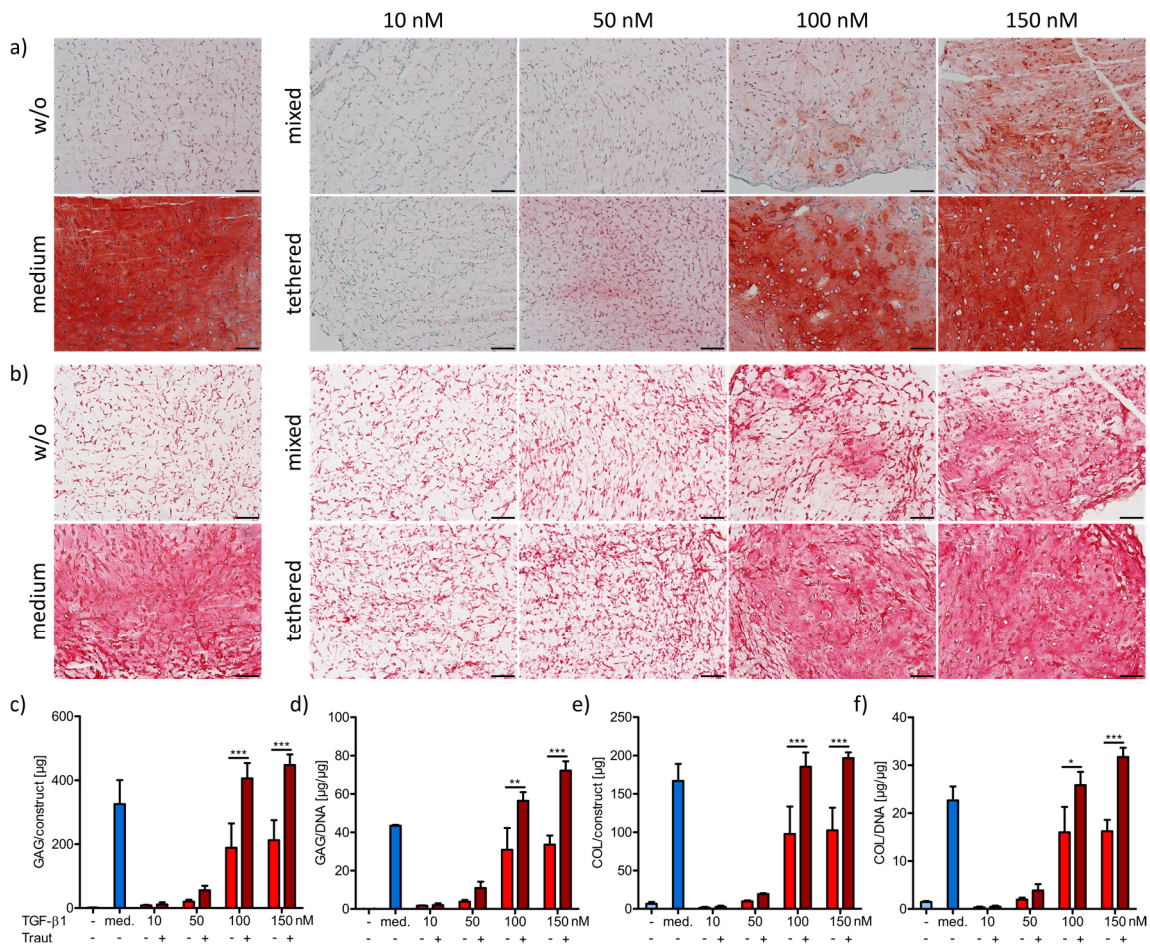 10 nM 50 nM 100 nM 150 nM
a)
w/o mixed
medium tethered
b)
w/o mixed
medium tethered
c) d) e) f)
GAG/construct [µg]
600
400
200
0
GAG/DNA [µg/µg]
100
80
60
40
20
0
COL/construct [µg]
250
200
150
100
50
0
COL/DNA [µg/µg]
40
30
20
10
0
*** ***
** ***
*** ***
* ***
TGF-β1 - med. 10 50 100 150 nM - med. 10 50 100 150 nM - med. 10 50 100 150 nM - med. 10 50 100 150 nM
Traut - - - + - + - + - + - - - + - + - + - + - - - + - + - + - + - - - + - + - + - +